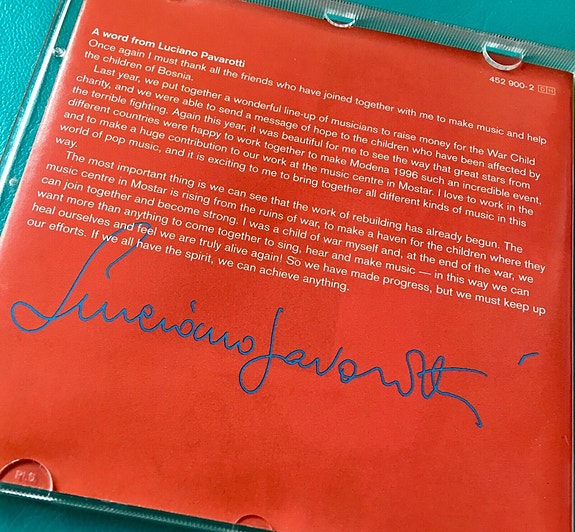 A word from Luciano Pavarotti
Once again I must thank all the friends who have joined together with me to make music and help
the children of Bosnia.
Last year, we put together a wonderful line-up of musicians to raise money for the War Child
charity, and we were able to send a message of hope to the children who have been affected by
the terrible fighting. Again this year, it was beautiful for me to see the way that great stars from
different countries were happy to work together to make Modena 1996 such an incredible event,
and to make a huge contribution to our work at the music centre in Mostar. I love to work in the
world of pop music, and it is exciting to me to bring together all different kinds of music in this
way.
The most important thing is we can see that the work of rebuilding has already begun. The
music centre in Mostar is rising from the ruins of war, to make a haven for the children where they
can join together and become strong. I was a child of war myself and, at the end of the war, we
want more than anything to come together to sing, hear and make music — in this way we can
heal ourselves and feel we are truly alive again! So we have made progress, but we must keep up
our efforts. If we all have the spirit, we can achieve anything.
452 900-2 DH
Luciano Pavarotti